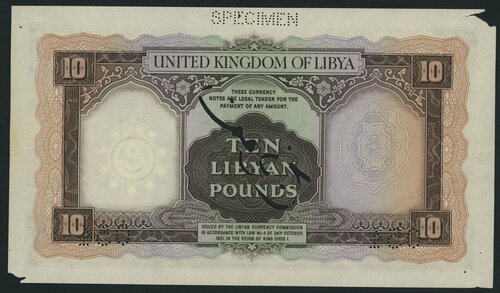 SPECIMEN
10
UNITED KINGDOM OF LIBYA
10
THESE CURRENCY
NOTES ARE LEGAL TENDER FOR THE
PAYMENT OF ANY AMOUNT.
TEN
LIBYAN
POUNDS
10
ISSUED BY THE LIBYAN CURRENCY COMMISSION
IN ACCORDANCE WITH LAW No. 4 OF 24TH OCTOBER
1951, IN THE REIGN OF KING IDRIS I.
10